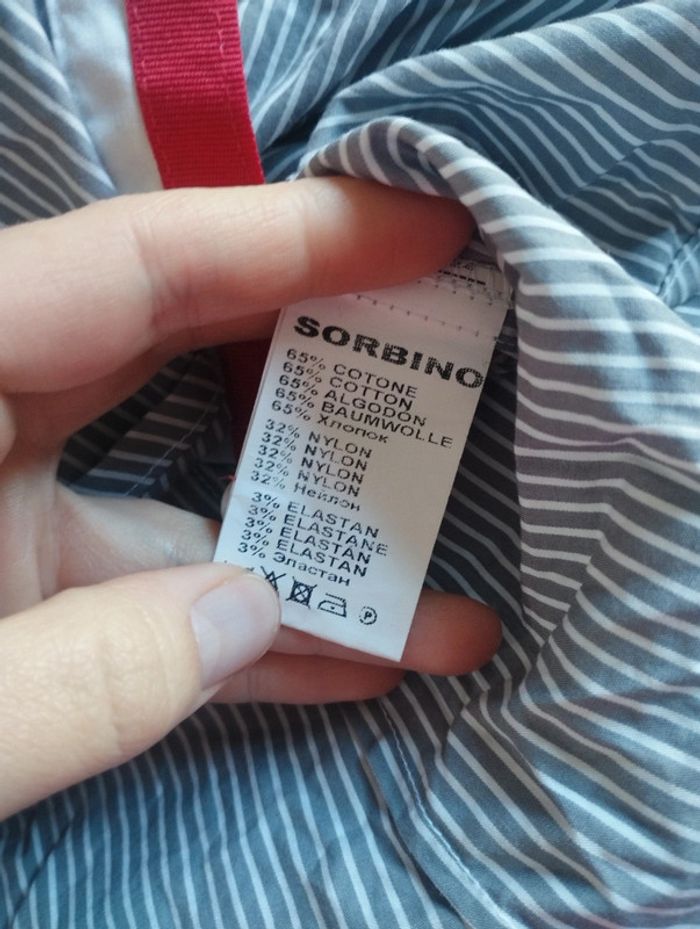 SORBINO
65% COTONE
65% COTTON
65% ALGODON
65% BAUMWOLLE
65% Хлопок
32% NYLON
32% NYLON
32% NYLON
32% NYLON
32% Нейлон
3% ELASTAN
3% ELASTANE
3% ELASTAN
3% ELASTAN
3% Эластан
P